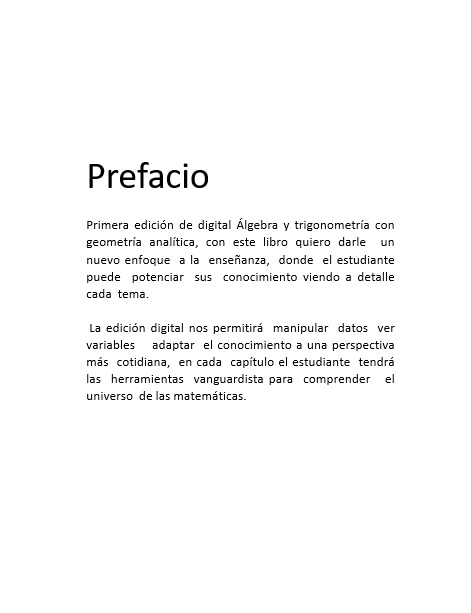 Prefacio
Primera edición de digital Álgebra y trigonometría con
geometría analítica, con este libro quiero darle un
nuevo enfoque a la enseñanza, donde el estudiante
puede potenciar sus conocimiento viendo a detalle
cada tema.
La edición digital nos permitirá manipular datos ver
variables adaptar el conocimiento a una perspectiva
más cotidiana, en cada capítulo el estudiante tendrá
las herramientas vanguardista para comprender el
universo de las matemáticas.